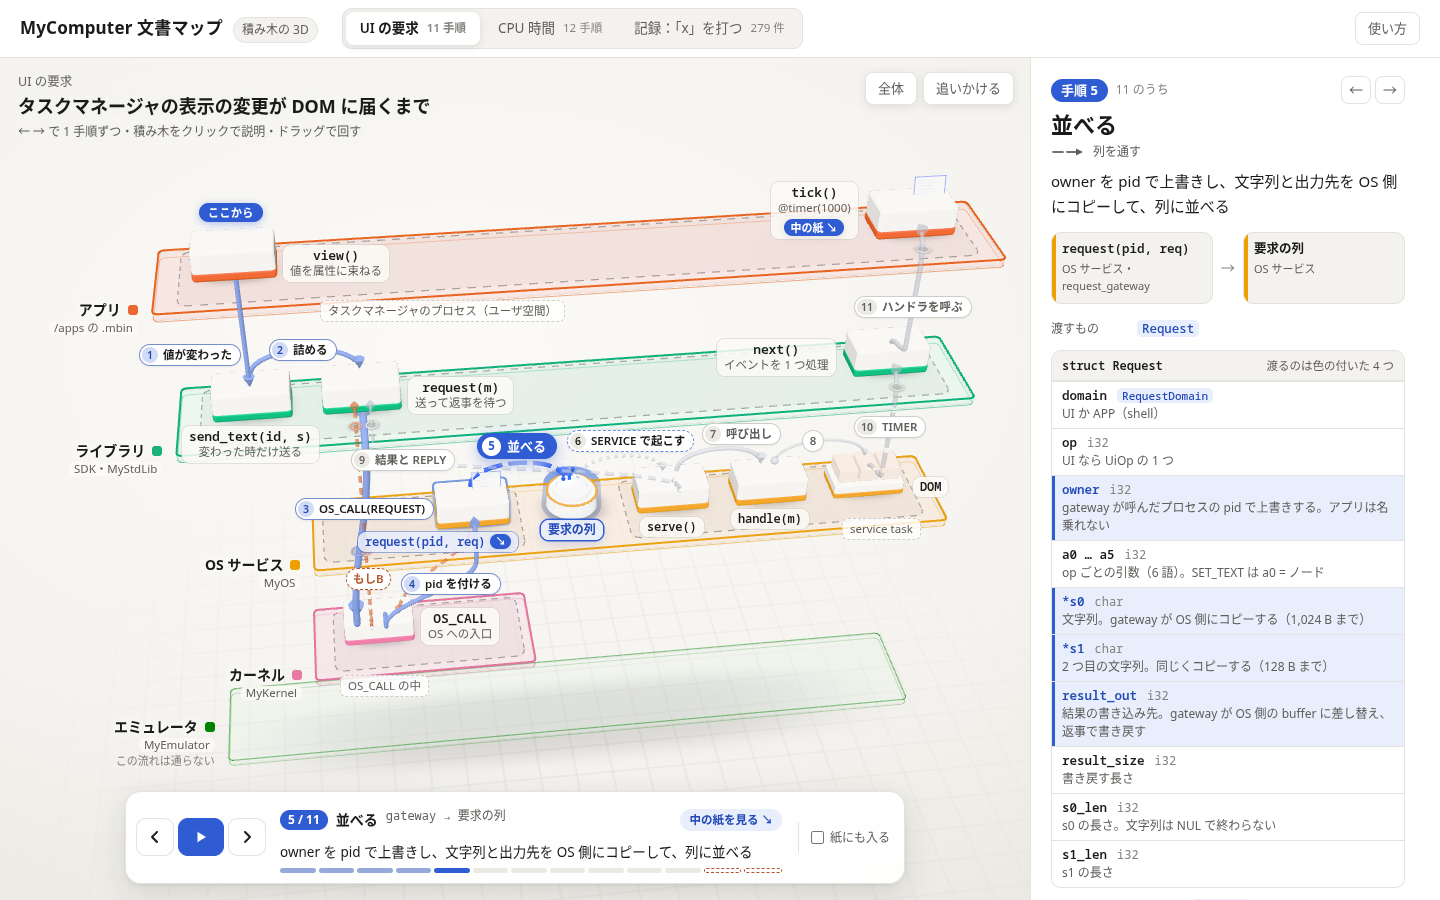 MyComputer 文書マップ
積み木の 3D
UI の要求 11 手順
CPU 時間 12 手順
記録：「x」を打つ 279 件
使い方
UI の要求
タスクマネージャの表示の変更が DOM に届くまで
←→ で 1 手順ずつ・積み木をクリックで説明・ドラッグで回す
全体
追いかける
ここから
view()
値を属性に束ねる
tick()
@timer(1000)
中の紙 ↘
アプリ
/apps の .mbin
タスクマネージャのプロセス（ユーザ空間）
11 ハンドラを呼ぶ
1 値が変わった
2 詰める
next()
イベントを 1 つ処理
request(m)
送って返事を待つ
send_text(id, s)
変わった時だけ送る
ライブラリ
SDK・MyStdLib
5 並べる
6 SERVICE で起こす
7 呼び出し
8
10 TIMER
9 結果と REPLY
DOM
3 OS_CALL(REQUEST)
要求の列
serve()
handle(m)
service task
request(pid, req) ↘
OS サービス
MyOS
もしB
4 pid を付ける
OS_CALL
OS への入口
カーネル
MyKernel
OS_CALL の中
エミュレータ
MyEmulator
この流れは通らない
5 / 11 並べる gateway → 要求の列
中の紙を見る ↘
owner を pid で上書きし、文字列と出力先を OS 側にコピーして、列に並べる
紙にも入る
手順 5 11 のうち
← →
並べる
列を通す
owner を pid で上書きし、文字列と出力先を OS 側
にコピーして、列に並べる
request(pid, req)
OS サービス・
request_gateway
→
要求の列
OS サービス
渡すもの Request
struct Request 渡るのは色の付いた 4 つ
domain RequestDomain
UI か APP（shell）
op i32
UI なら UiOp の 1 つ
owner i32
gateway が呼んだプロセスの pid で上書きする。アプリは名
乗れない
a0 … a5 i32
op ごとの引数（6 語）。SET_TEXT は a0 = ノード
*s0 char
文字列。gateway が OS 側にコピーする（1,024 B まで）
*s1 char
2 つ目の文字列。同じくコピーする（128 B まで）
result_out i32
結果の書き込み先。gateway が OS 側の buffer に差し替え、
返事で書き戻す
result_size i32
書き戻す長さ
s0_len i32
s0 の長さ。文字列は NUL で終わらない
s1_len i32
s1 の長さ